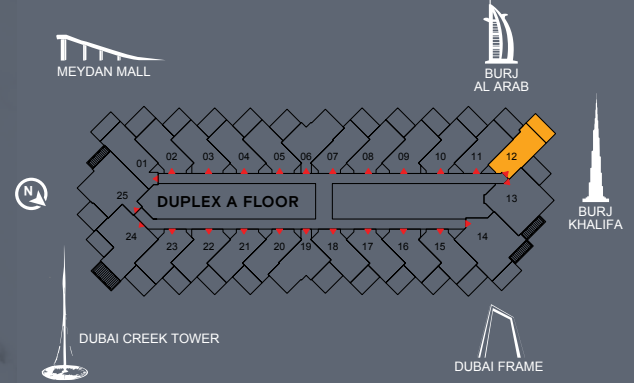 MEYDAN MALL
BURJ
AL ARAB
BURJ
KHALIFA
N
01 02 03 04 05 06 07 08 09 10 11 12
13
25
DUPLEX A FLOOR
24 23 22 21 20 19 18 17 16 15 14
DUBAI CREEK TOWER
DUBAI FRAME